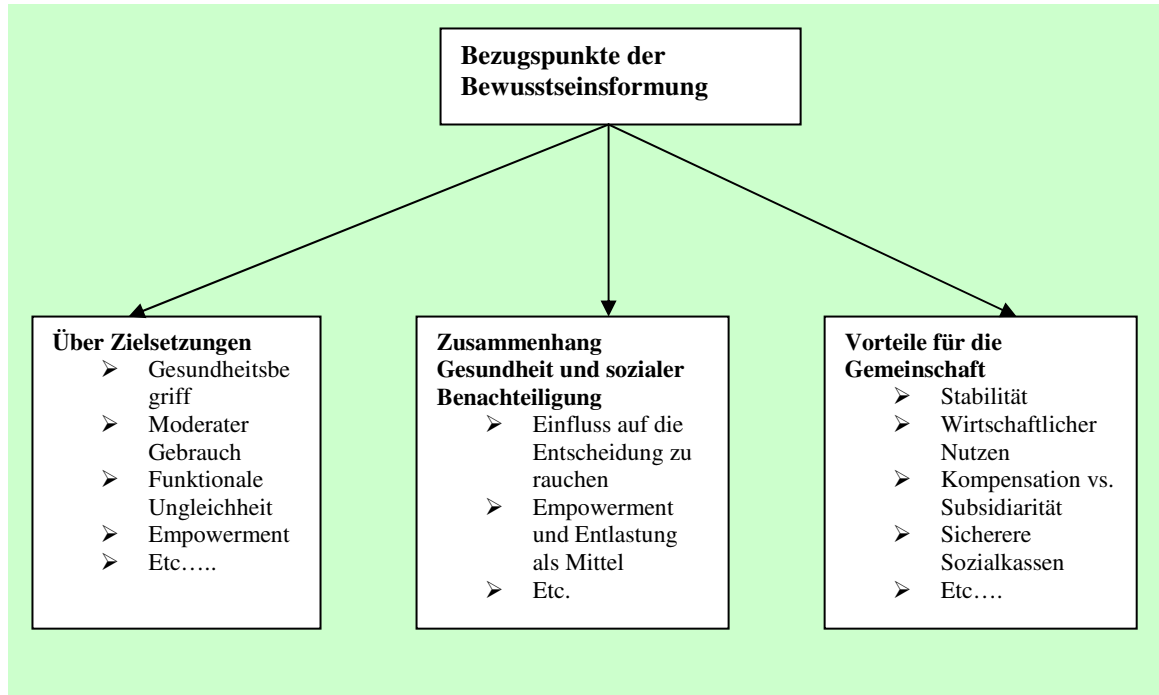 Bezugspunkte der
Bewusstseinsformung
Über Zielsetzungen
➢ Gesundheitsbe
griff
➢ Moderater
Gebrauch
➢ Funktionale
Ungleichheit
➢ Empowerment
➢ Etc…..
Zusammenhang
Gesundheit und sozialer
Benachteiligung
➢ Einfluss auf die
Entscheidung zu
rauchen
➢ Empowerment
und Entlastung
als Mittel
➢ Etc.
Vorteile für die
Gemeinschaft
➢ Stabilität
➢ Wirtschaftlicher
Nutzen
➢ Kompensation vs.
Subsidiarität
➢ Sicherere
Sozialkassen
➢ Etc….